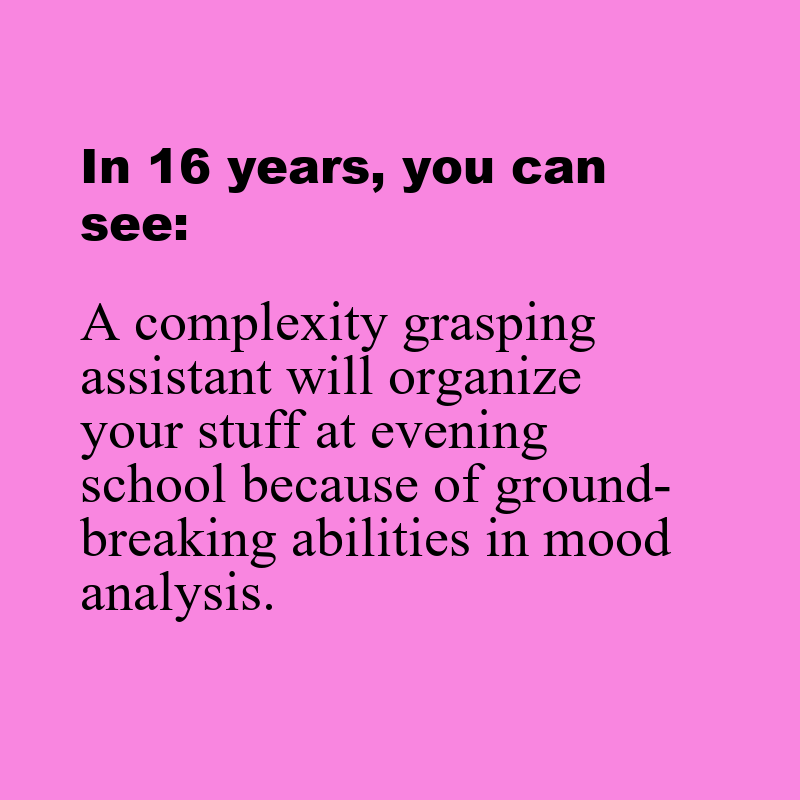 In 16 years, you can
see:
A complexity grasping
assistant will organize
your stuff at evening
school because of ground-
breaking abilities in mood
analysis.